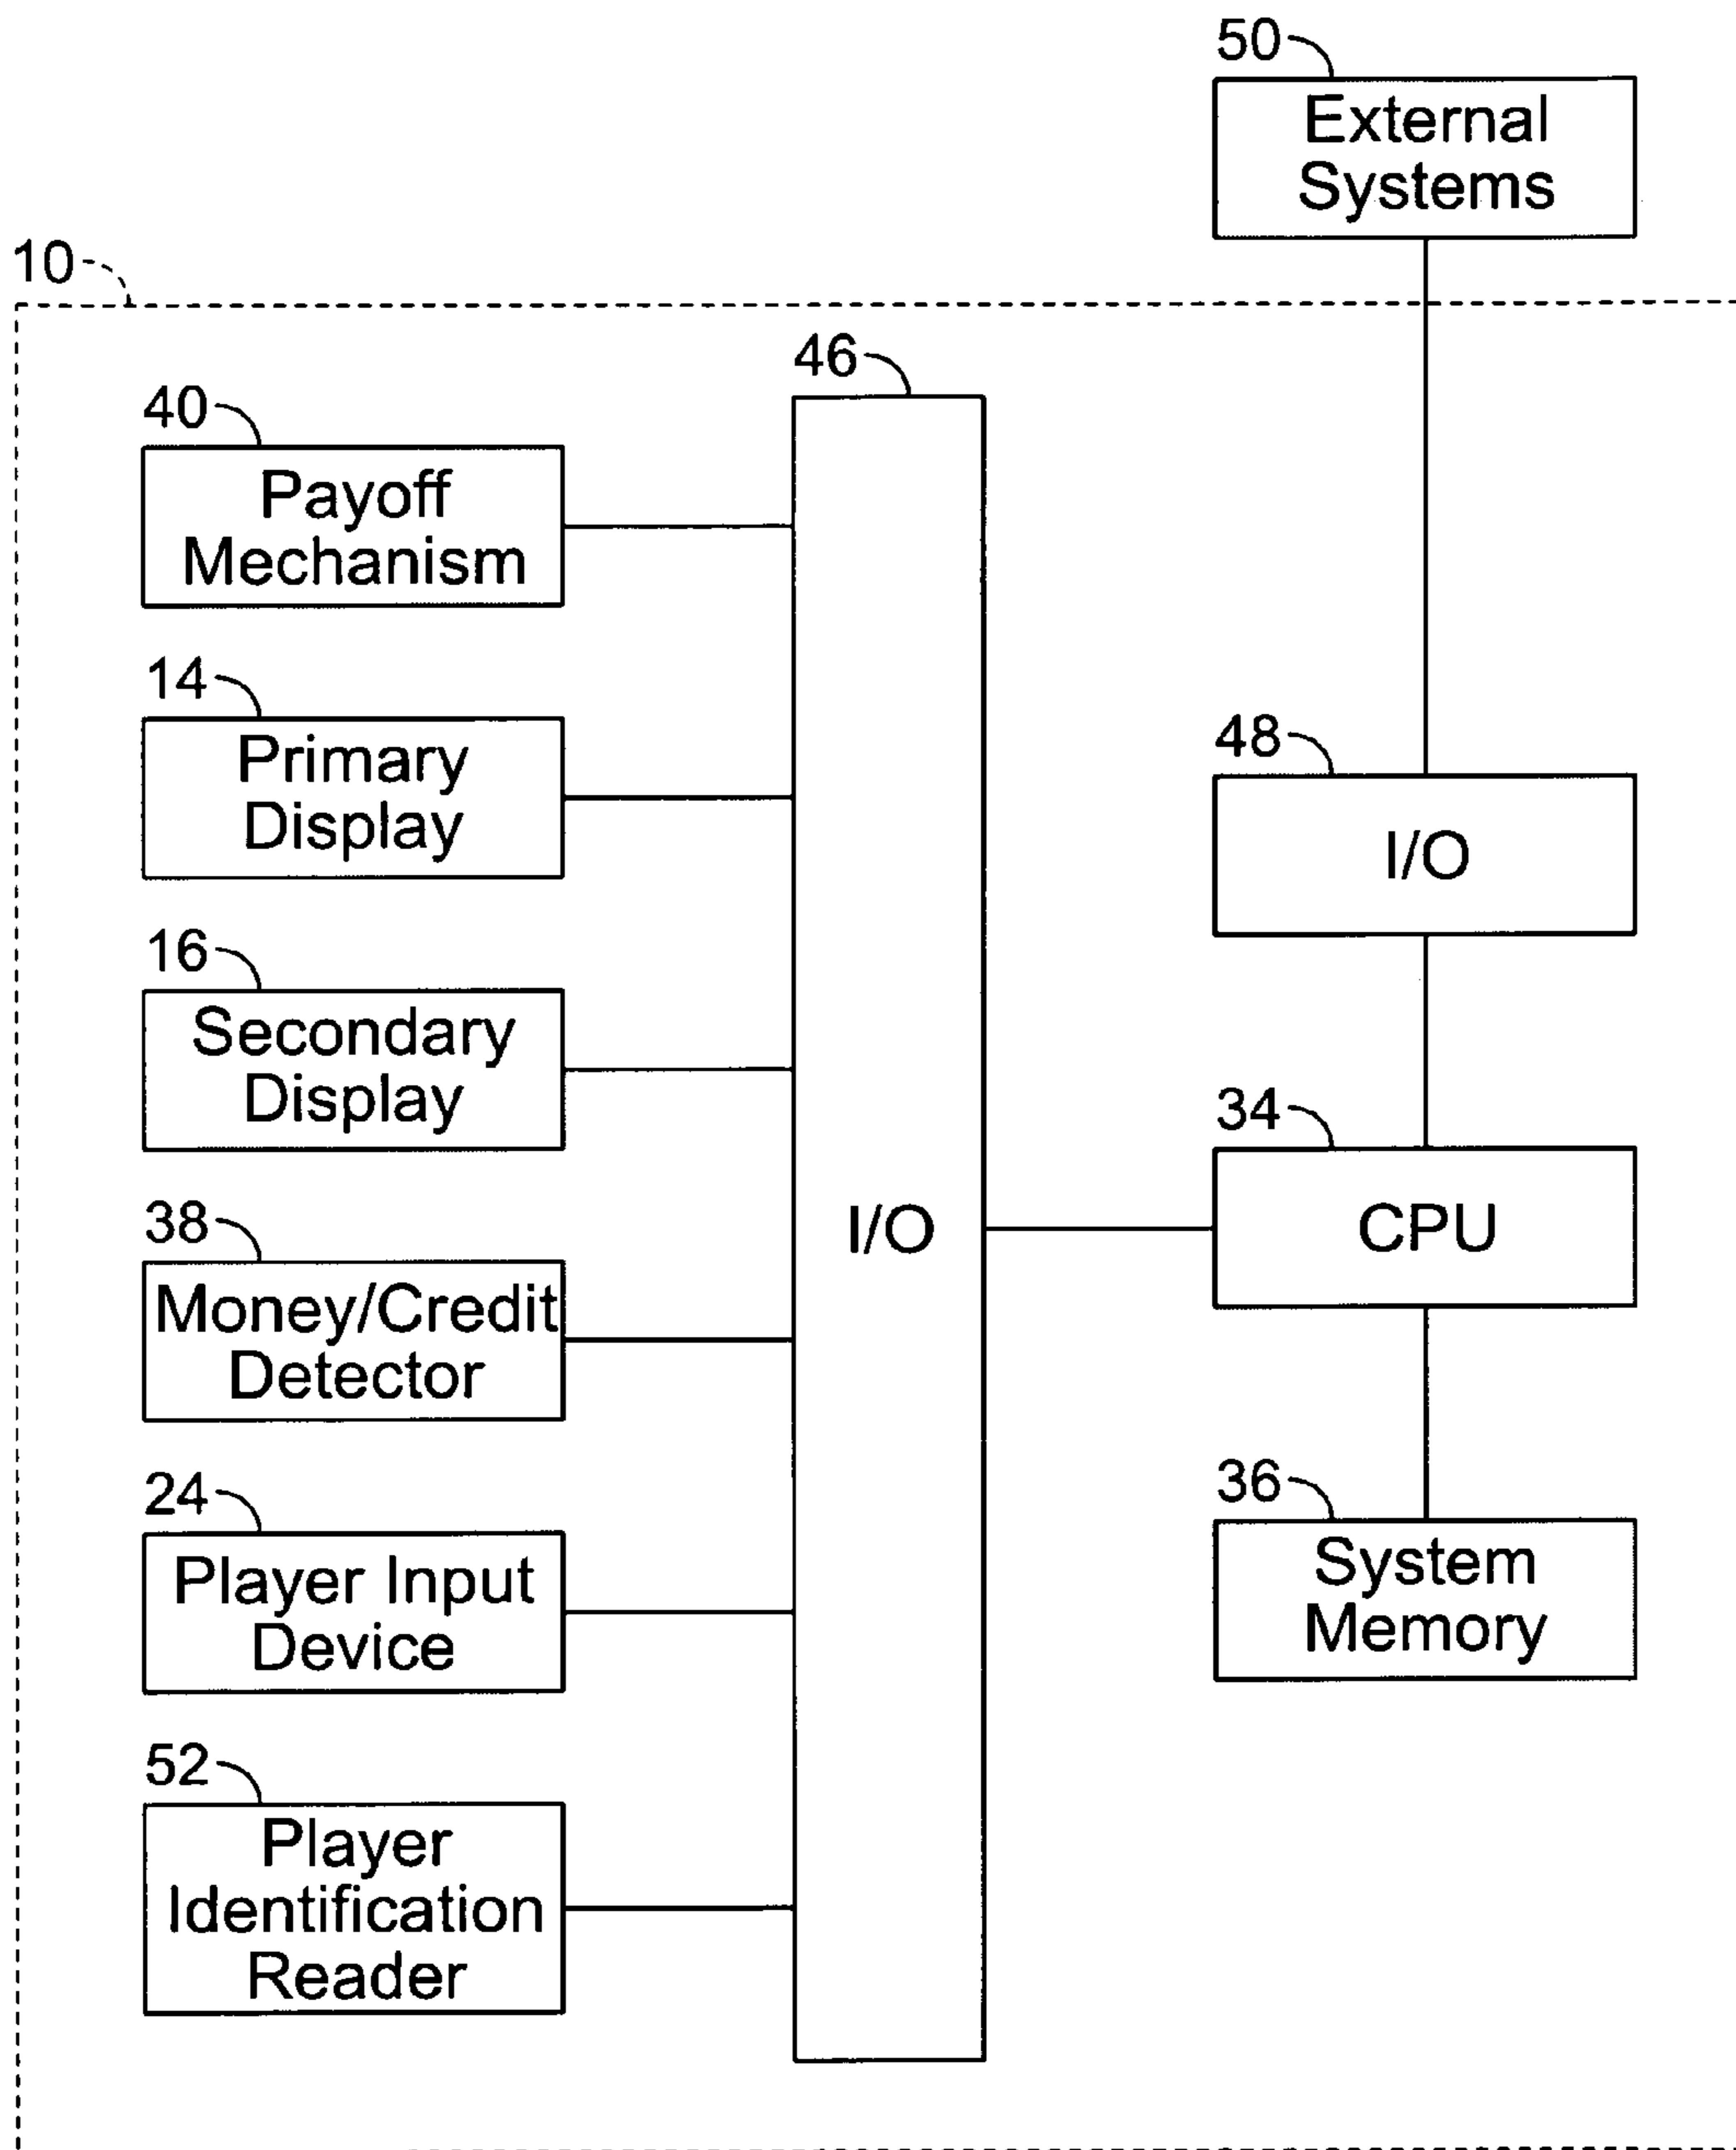 50
External
Systems
10
46
40
Payoff
Mechanism
14
Primary
Display
48
I/O
16
Secondary
Display
34
CPU
38
Money/Credit
Detector
I/O
24
Player Input
Device
36
System
Memory
52
Player
Identification
Reader